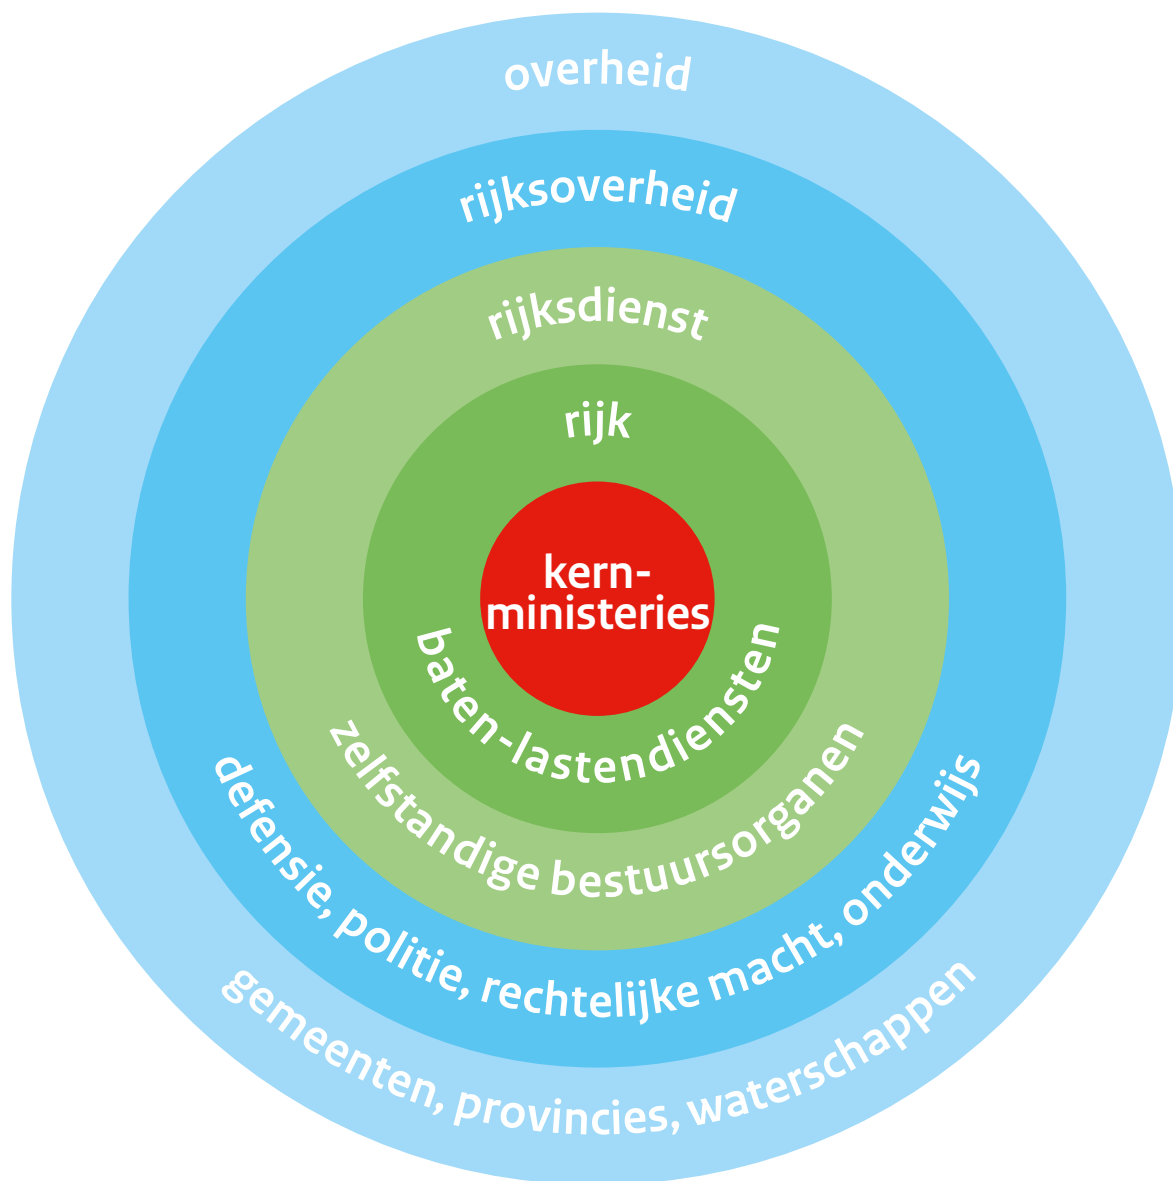 overheid
rijksoverheid
rijksdienst
rijk
kern-
ministeries
baten-lastendiensten
zelfstandige bestuursorganen
defensie, politie, rechtelijke macht, onderwijs
gemeenten, provincies, waterschappen